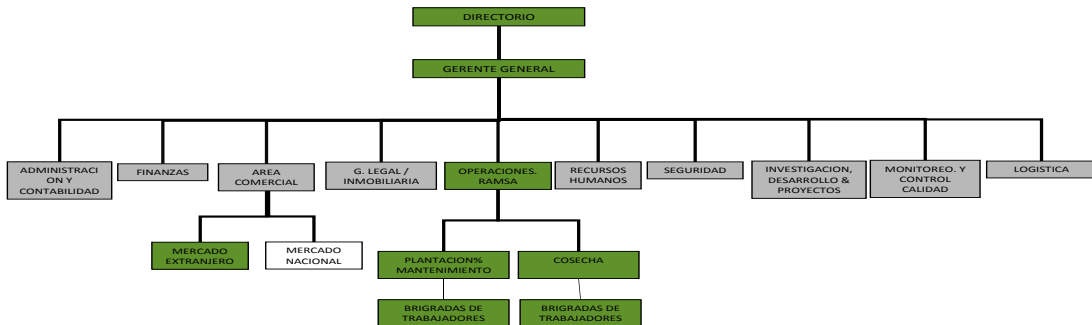 DIRECTORIO
GERENTE GENERAL
ADMINISTRACI
ON Y
CONTABILIDAD
FINANZAS
AREA
COMERCIAL
G. LEGAL /
INMOBILIARIA
OPERACIONES.
RAMSA
RECURSOS
HUMANOS
SEGURIDAD
INVESTIGACION,
DESARROLLO &
PROYECTOS
MONITOREO. Y
CONTROL
CALIDAD
LOGISTICA
MERCADO
EXTRANJERO
MERCADO
NACIONAL
PLANTACION%
MANTENIMIENTO
COSECHA
BRIGRADAS DE
TRABAJADORES
BRIGRADAS DE
TRABAJADORES